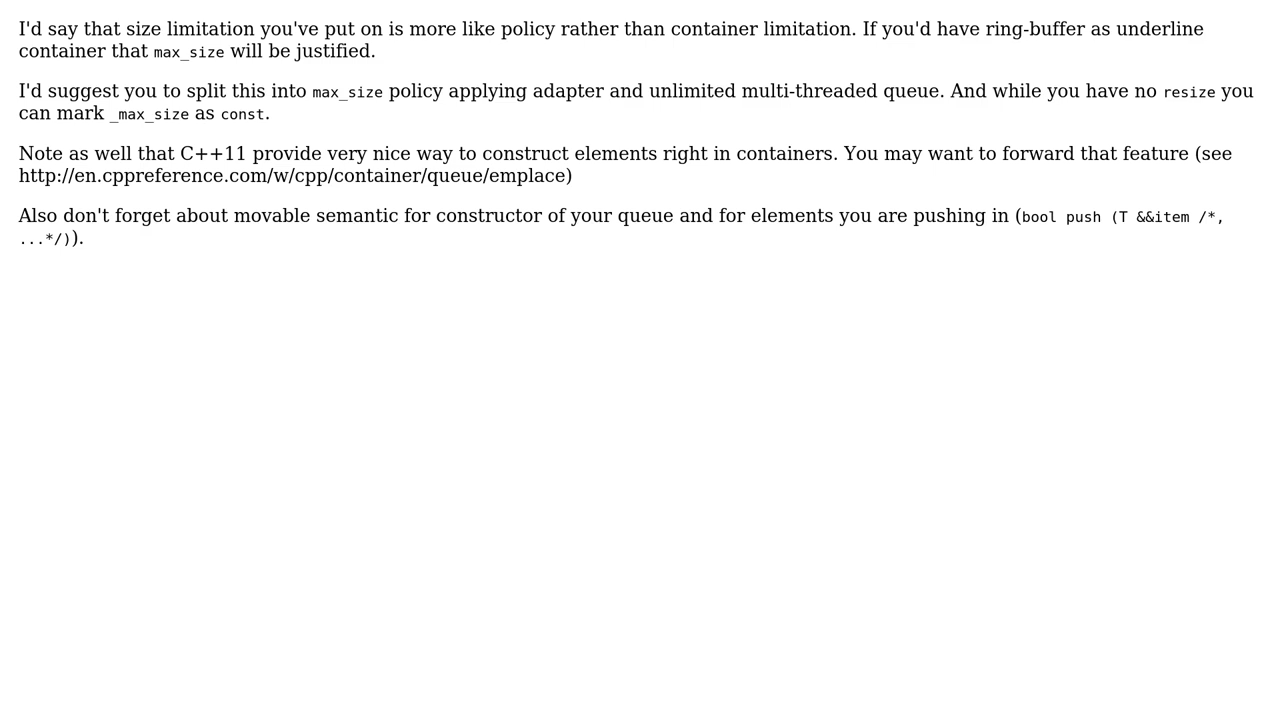 I'd say that size limitation you've put on is more like policy rather than container limitation. If you'd have ring-buffer as underline
container that max_size will be justified.
I'd suggest you to split this into max_size policy applying adapter and unlimited multi-threaded queue. And while you have no resize you
can mark _max_size as const.
Note as well that C++11 provide very nice way to construct elements right in containers. You may want to forward that feature (see
http://en.cppreference.com/w/cpp/container/queue/emplace)
Also don't forget about movable semantic for constructor of your queue and for elements you are pushing in (bool push (T &&item /*,
...*/)).